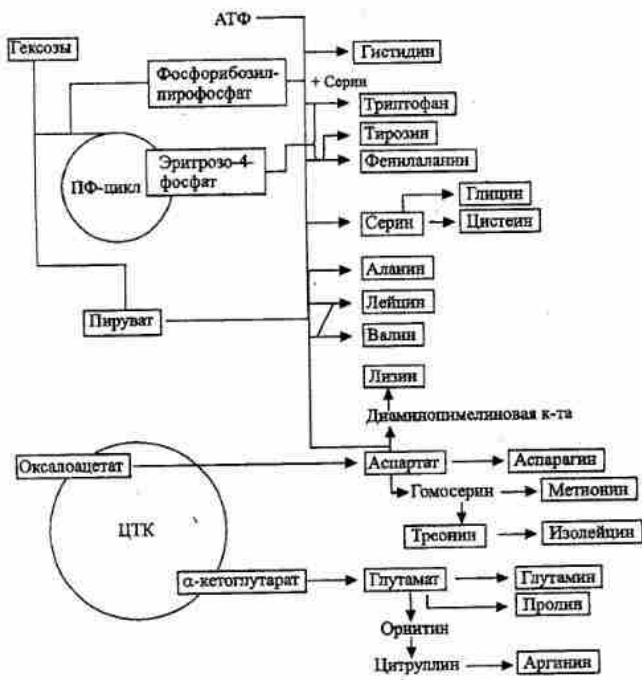 АТФ
Гексозы
Гистидин
Фосфорибозил-
пирофосфат
+ Серин
Триптофан
Тирозин
Эритрозо-4-
фосфат
Фенилаланин
ПФ-цикл
Глицин
Серин
Цистеин
Аланин
Лейцин
Пируват
Валин
Лизин
Диаминопимелиновая к-та
Оксалоацетат
Аспартат
Аспарагин
Гомосерин
Метионин
ЦТК
Треонин
Изолейцин
α-кетоглутарат
Глутамат
Глутамин
Пролин
Орнитин
Цитруплин
Аргинин